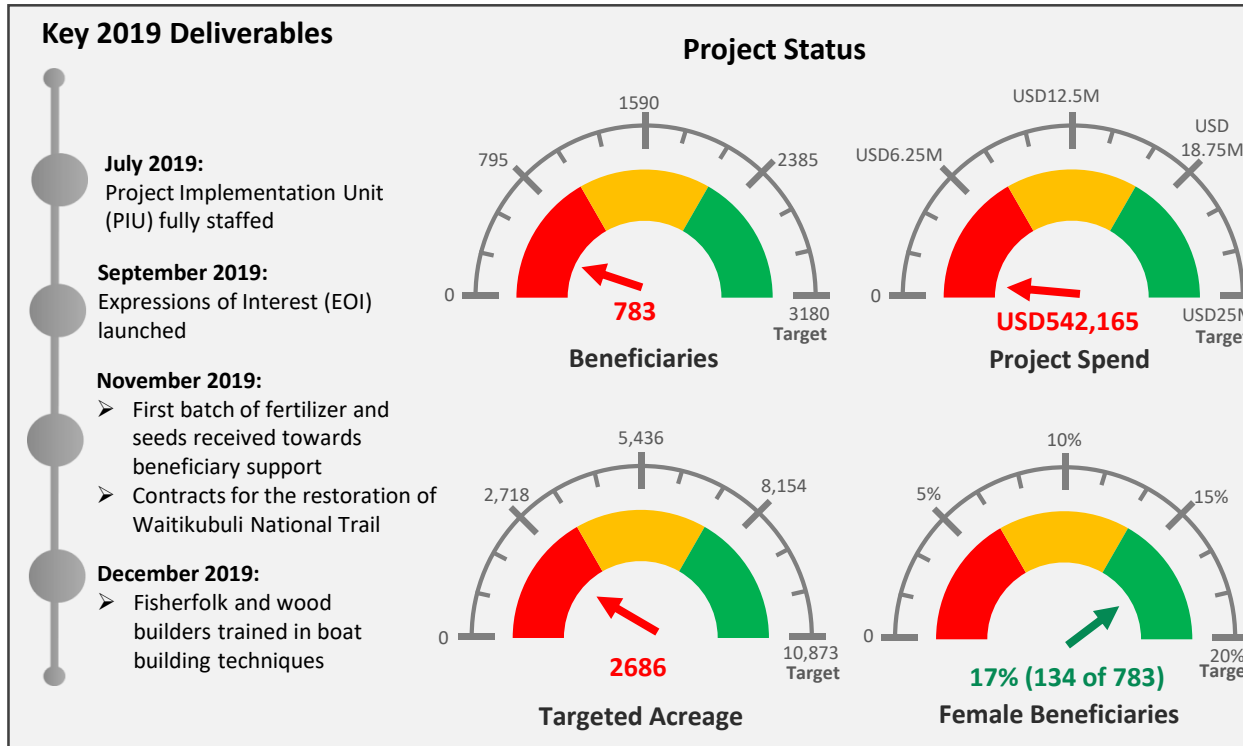 Key 2019 Deliverables
July 2019:
Project Implementation Unit
(PIU) fully staffed
September 2019:
Expressions of Interest (EOI)
launched
November 2019:
➢ First batch of fertilizer and
seeds received towards
beneficiary support
➢ Contracts for the restoration of
Waitikubuli National Trail
December 2019:
➢ Fisherfolk and wood
builders trained in boat
building techniques
Project Status
0
795
1590
2385
3180
Target
783
Beneficiaries
0
USD6.25M
USD12.5M
USD
18.75M
USD25M
Target
USD542,165
Project Spend
0
2,718
5,436
8,154
10,873
Target
2686
Targeted Acreage
0
5%
10%
15%
20%
Target
17% (134 of 783)
Female Beneficiaries